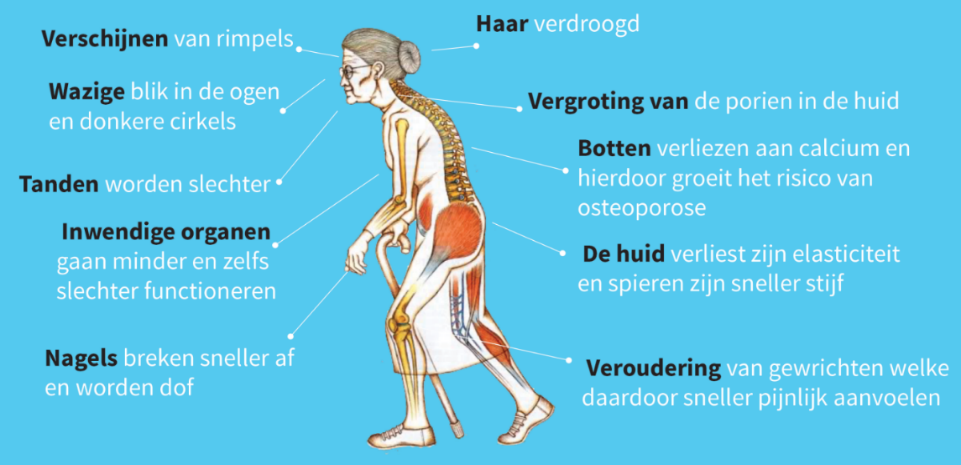 Verschijnen van rimpels
Wazige blik in de ogen
en donkere cirkels
Tanden worden slechter
Inwendige organen
gaan minder en zelfs
slechter functioneren
Nagels breken sneller af
en worden dof
Haar verdroogd
Vergroting van de porien in de huid
Botten verliezen aan calcium en
hierdoor groeit het risico van
osteoporose
De huid verliest zijn elasticiteit
en spieren zijn sneller stijf
Veroudering van gewrichten welke
daardoor sneller pijnlijk aanvoelen